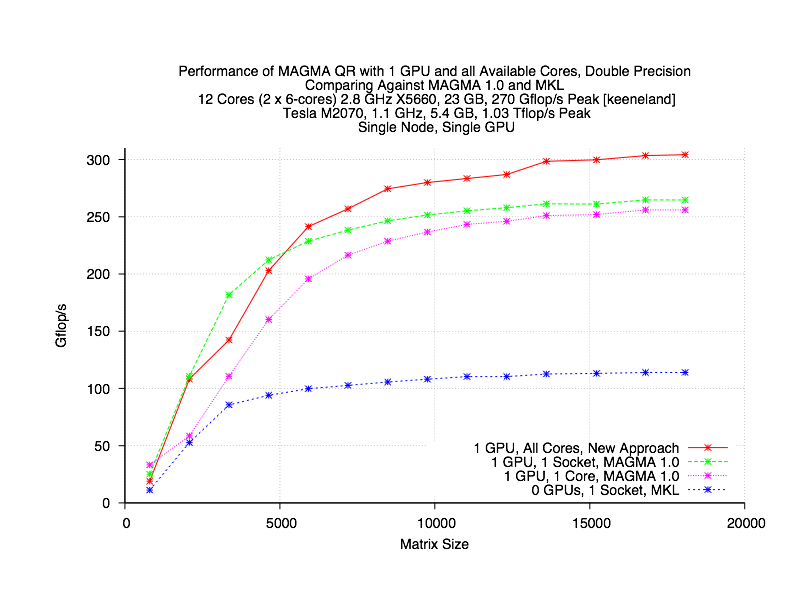 Performance of MAGMA QR with 1 GPU and all Available Cores, Double Precision
Comparing Against MAGMA 1.0 and MKL
12 Cores (2 x 6-cores) 2.8 GHz X5660, 23 GB, 270 Gflop/s Peak [keeneland]
Tesla M2070, 1.1 GHz, 5.4 GB, 1.03 Tflop/s Peak
Single Node, Single GPU
300
250
200
150
100
50
0
Gflop/s
1 GPU, All Cores, New Approach
1 GPU, 1 Socket, MAGMA 1.0
1 GPU, 1 Core, MAGMA 1.0
0 GPUs, 1 Socket, MKL
0 5000 10000 15000 20000
Matrix Size